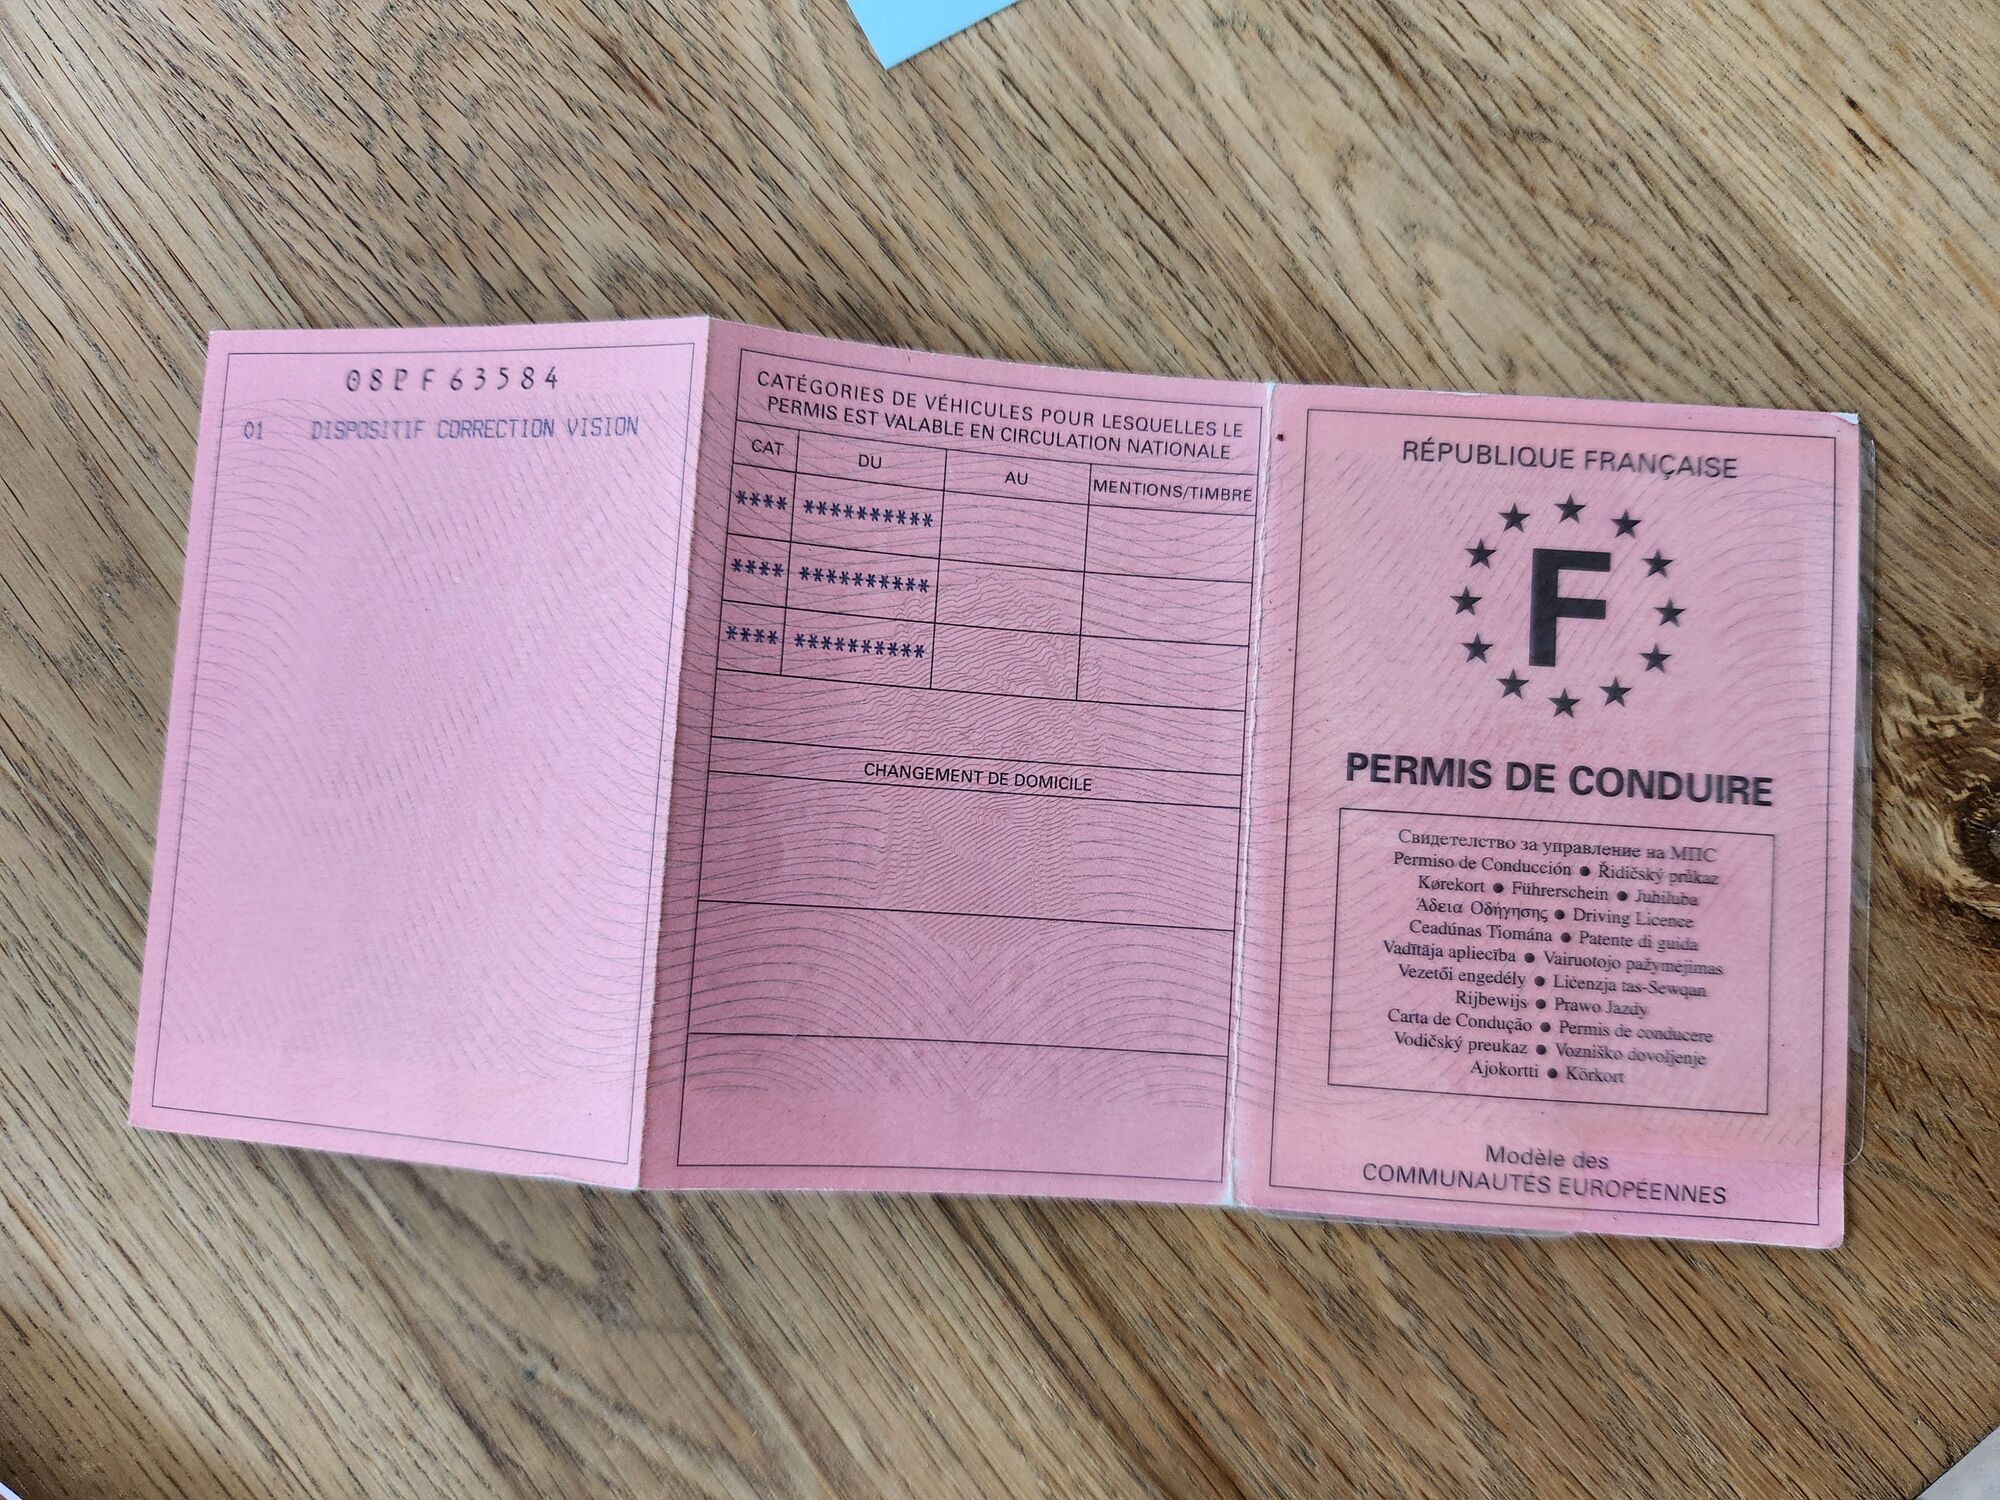 08PF63584
01 DISPOSITIF CORRECTION VISION
CATÉGORIES DE VÉHICULES POUR LESQUELLES LE
PERMIS EST VALABLE EN CIRCULATION NATIONALE
CAT DU AU MENTIONS/TIMBRE
**** **********
**** **********
**** **********
CHANGEMENT DE DOMICILE
RÉPUBLIQUE FRANÇAISE
F
PERMIS DE CONDUIRE
Свидетелство за управление на МПС
Permiso de Conducción ● Řidičský průkaz
Kørekort ● Führerschein ● Juhiluba
Άδεια Οδήγησης ● Driving Licence
Ceadúnas Tiomána ● Patente di guida
Vadītāja apliecība ● Vairuotojo pažymėjimas
Vezetői engedély ● Liċenzja tas-Sewqan
Rijbewijs ● Prawo Jazdy
Carta de Condução ● Permis de conducere
Vodičský preukaz ● Vozniško dovoljenje
Ajokortti ● Körkort
Modèle des
COMMUNAUTÉS EUROPÉENNES